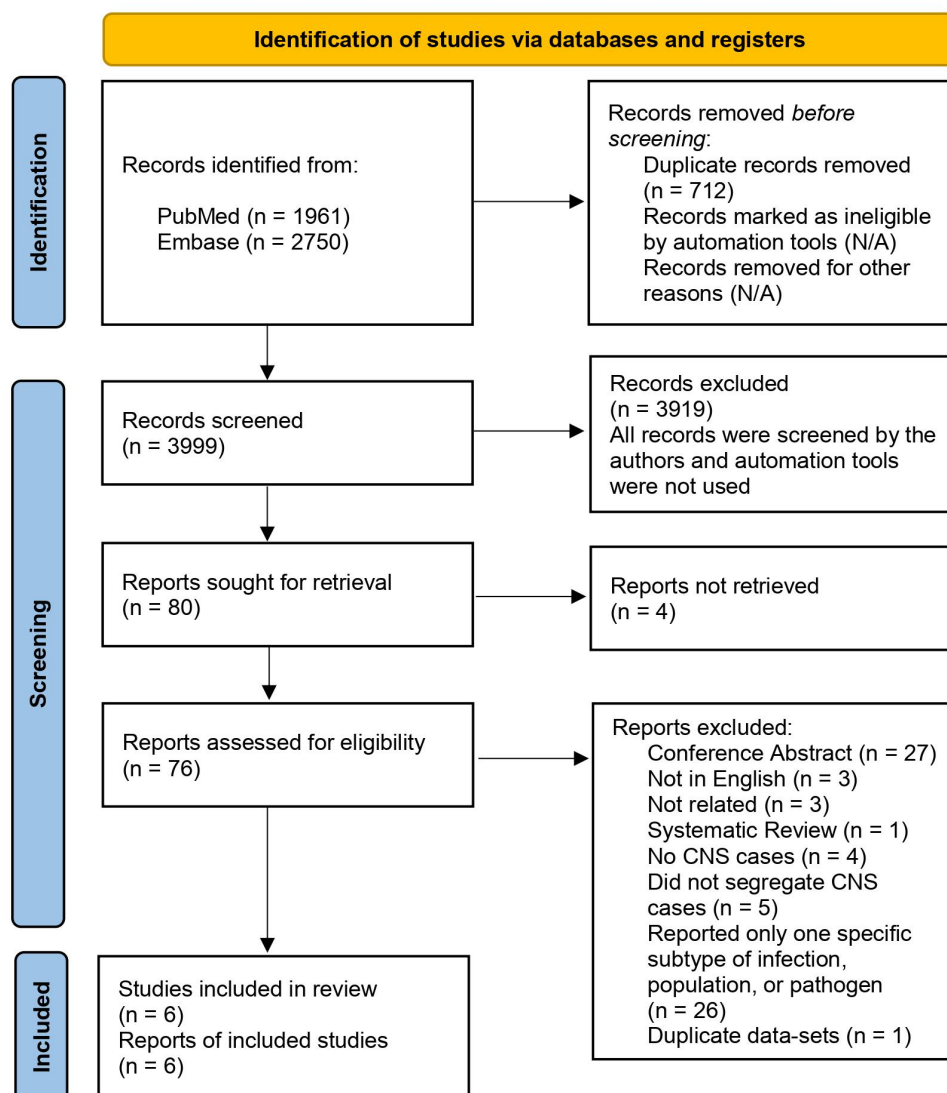 Identification of studies via databases and registers
Identification
Records identified from:
PubMed (n = 1961)
Embase (n = 2750)
Records removed before
screening:
Duplicate records removed
(n = 712)
Records marked as ineligible
by automation tools (N/A)
Records removed for other
reasons (N/A)
Screening
Records screened
(n = 3999)
Records excluded
(n = 3919)
All records were screened by the
authors and automation tools
were not used
Reports sought for retrieval
(n = 80)
Reports not retrieved
(n = 4)
Reports assessed for eligibility
(n = 76)
Reports excluded:
Conference Abstract (n = 27)
Not in English (n = 3)
Not related (n = 3)
Systematic Review (n = 1)
No CNS cases (n = 4)
Did not segregate CNS
cases (n = 5)
Reported only one specific
subtype of infection,
population, or pathogen
(n = 26)
Duplicate data-sets (n = 1)
Included
Studies included in review
(n = 6)
Reports of included studies
(n = 6)